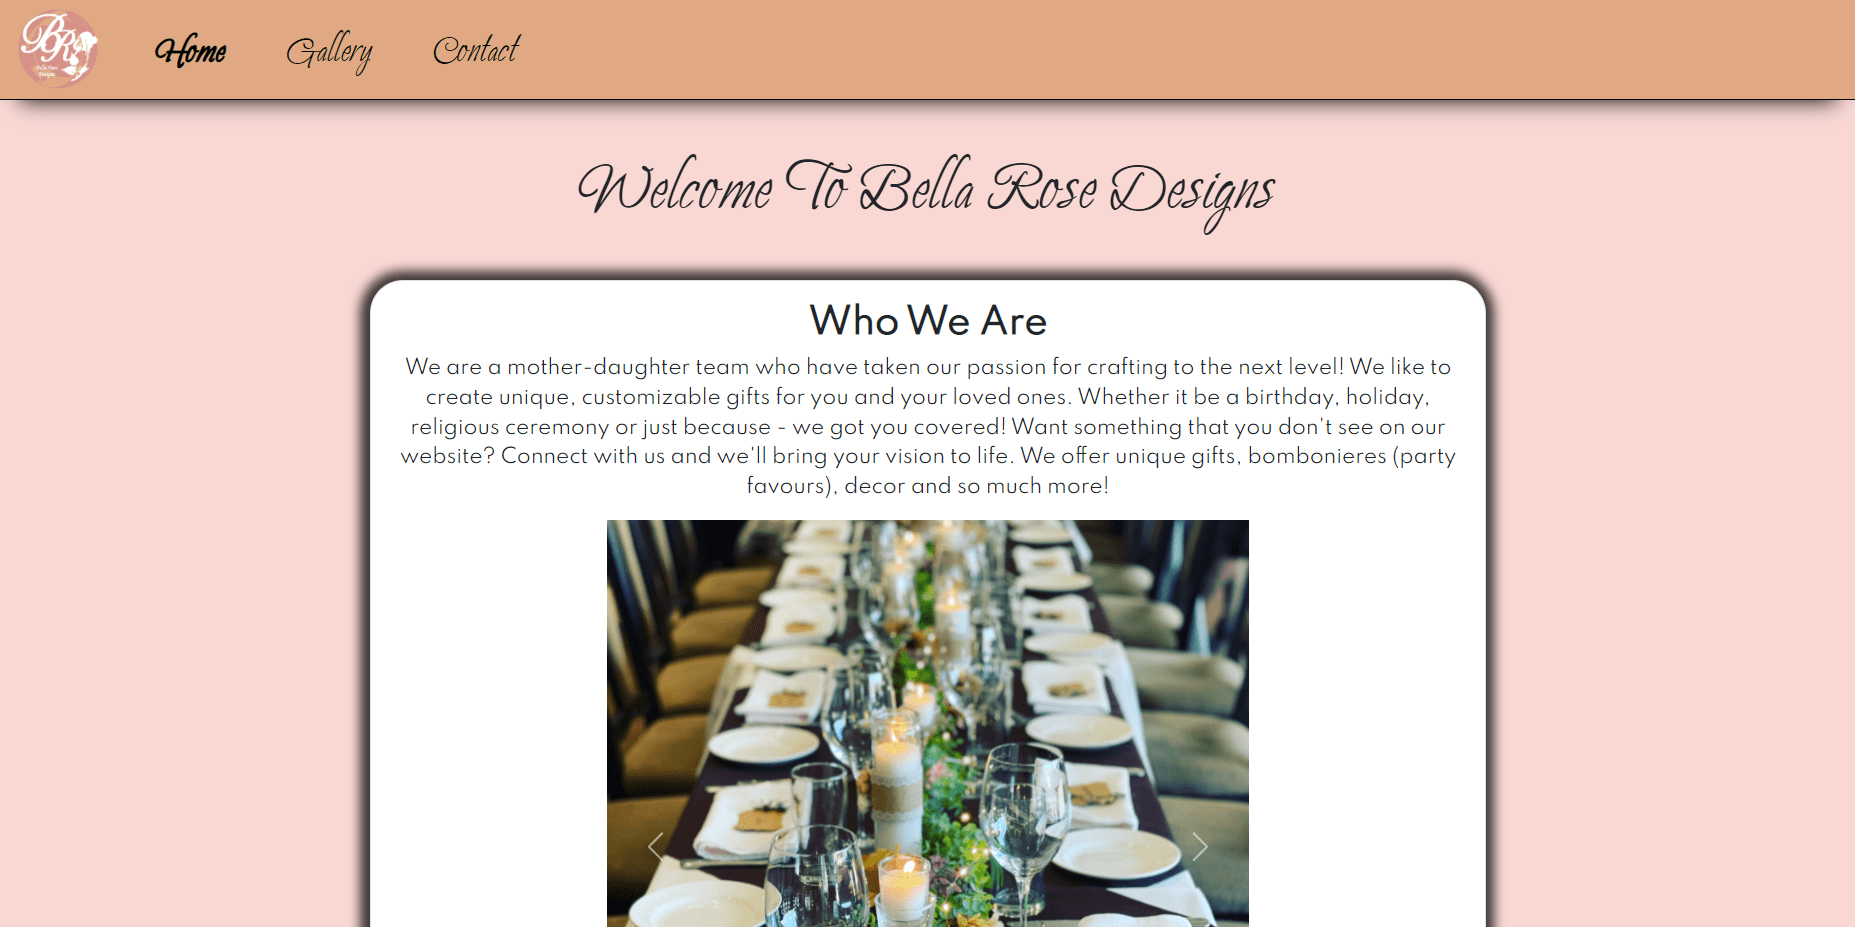 BR
Bella Rose
Designs
Home
Gallery
Contact
Welcome To Bella Rose Designs
Who We Are
We are a mother-daughter team who have taken our passion for crafting to the next level! We like to
create unique, customizable gifts for you and your loved ones. Whether it be a birthday, holiday,
religious ceremony or just because - we got you covered! Want something that you don't see on our
website? Connect with us and we'll bring your vision to life. We offer unique gifts, bombonieres (party
favours), decor and so much more!